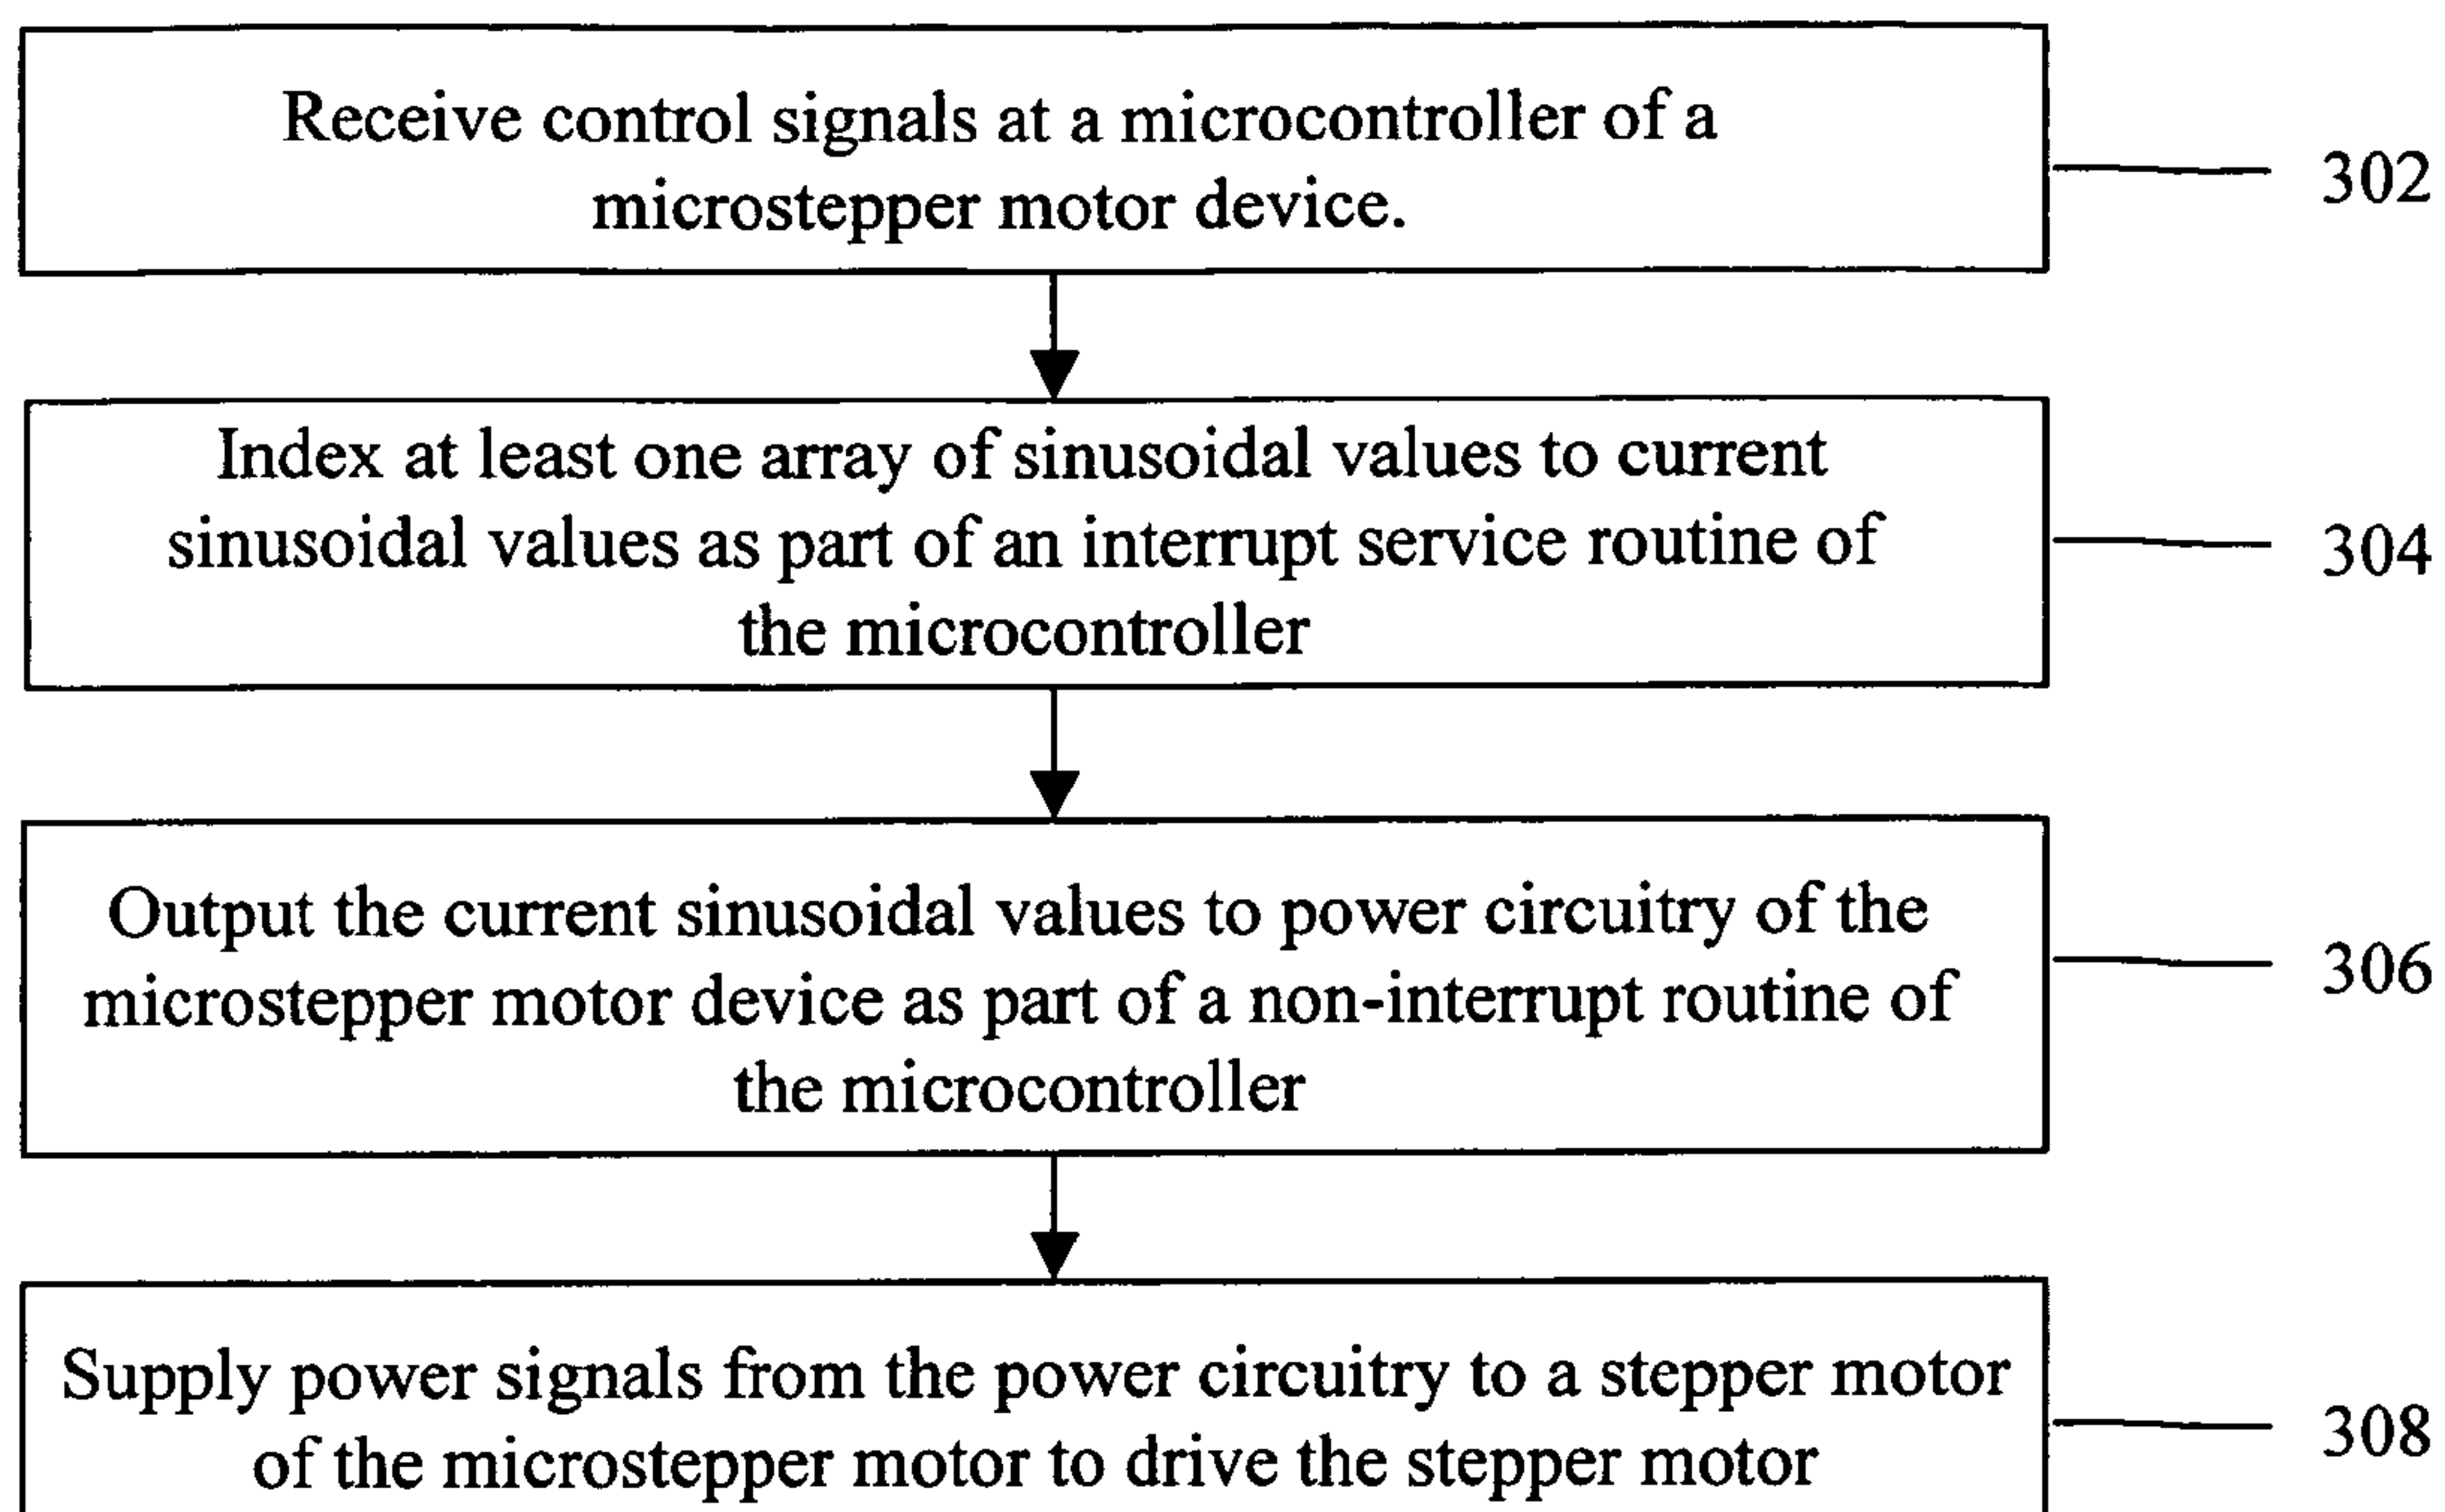 Receive control signals at a microcontroller of a
microstepper motor device.
302
Index at least one array of sinusoidal values to current
sinusoidal values as part of an interrupt service routine of
the microcontroller
304
Output the current sinusoidal values to power circuitry of the
microstepper motor device as part of a non-interrupt routine of
the microcontroller
306
Supply power signals from the power circuitry to a stepper motor
of the microstepper motor to drive the stepper motor
308